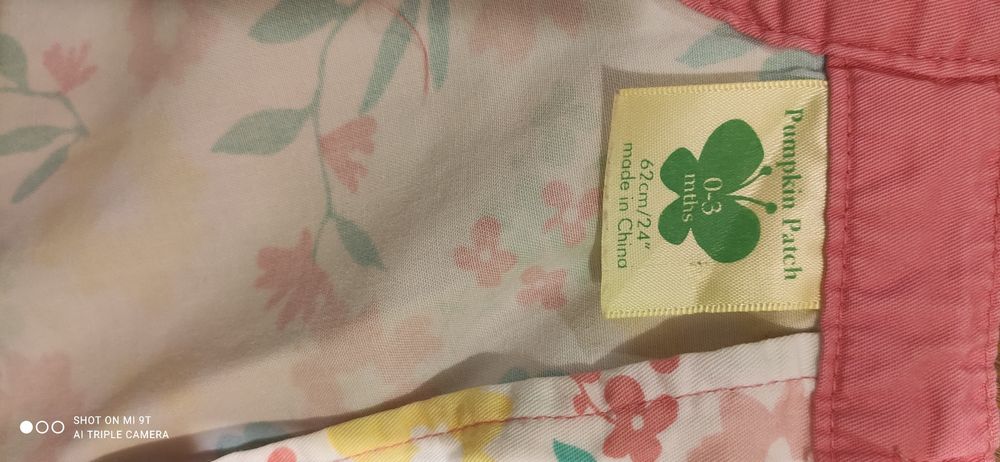 Pumpkin Patch
0-3
mths
62cm/24"
made in China
SHOT ON MI 9T
AI TRIPLE CAMERA